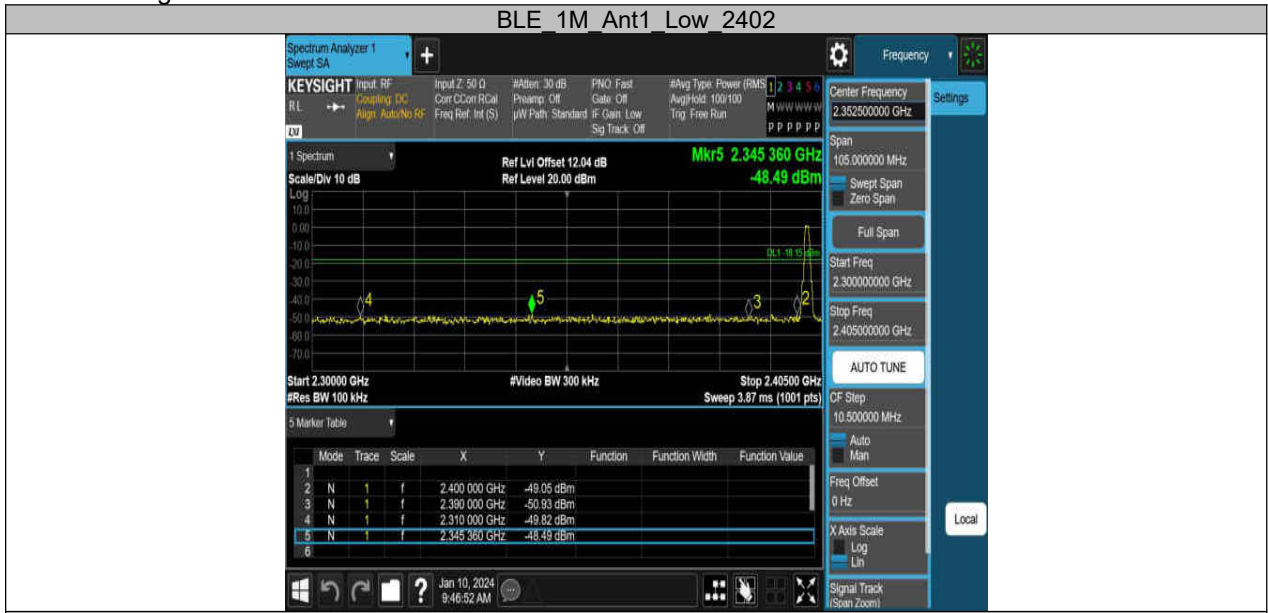 BLE_1M_Ant1_Low_2402
Spectrum Analyzer 1
Swept SA
+
Frequency
KEYSIGHT
RL
LXI
Input: RF
Coupling: DC
Align: Auto/No RF
Input Z: 50 Ω
Corr CCorr RCal
Freq Ref: Int (S)
#Atten: 30 dB
Preamp: Off
µW Path: Standard
PNO: Fast
Gate: Off
IF Gain: Low
Sig Track: Off
#Avg Type: Power (RMS
Avg|Hold: 100/100
Trig: Free Run
1 2 3 4 5 6
M W W W W W
P P P P P P
1 Spectrum
Scale/Div 10 dB
Ref Lvl Offset 12.04 dB
Ref Level 20.00 dBm
Mkr5 2.345 360 GHz
-48.49 dBm
Log
10.0
0.00
-10.0
-20.0
-30.0
-40.0
-50.0
-60.0
-70.0
DL1 -18.15 dBm
4
5
3
2
Start 2.30000 GHz
#Video BW 300 kHz
Stop 2.40500 GHz
#Res BW 100 kHz
Sweep 3.87 ms (1001 pts)
5 Marker Table
Mode Trace Scale X Y Function Function Width Function Value
1
2 N 1 f 2.400 000 GHz -49.05 dBm
3 N 1 f 2.390 000 GHz -50.93 dBm
4 N 1 f 2.310 000 GHz -49.82 dBm
5 N 1 f 2.345 360 GHz -48.49 dBm
6
?
Jan 10, 2024
9:46:52 AM
Center Frequency
2.352500000 GHz
Settings
Span
105.000000 MHz
Swept Span
Zero Span
Full Span
Start Freq
2.300000000 GHz
Stop Freq
2.405000000 GHz
AUTO TUNE
CF Step
10.500000 MHz
Auto
Man
Freq Offset
0 Hz
X Axis Scale
Log
Lin
Local
Signal Track
(Span Zoom)